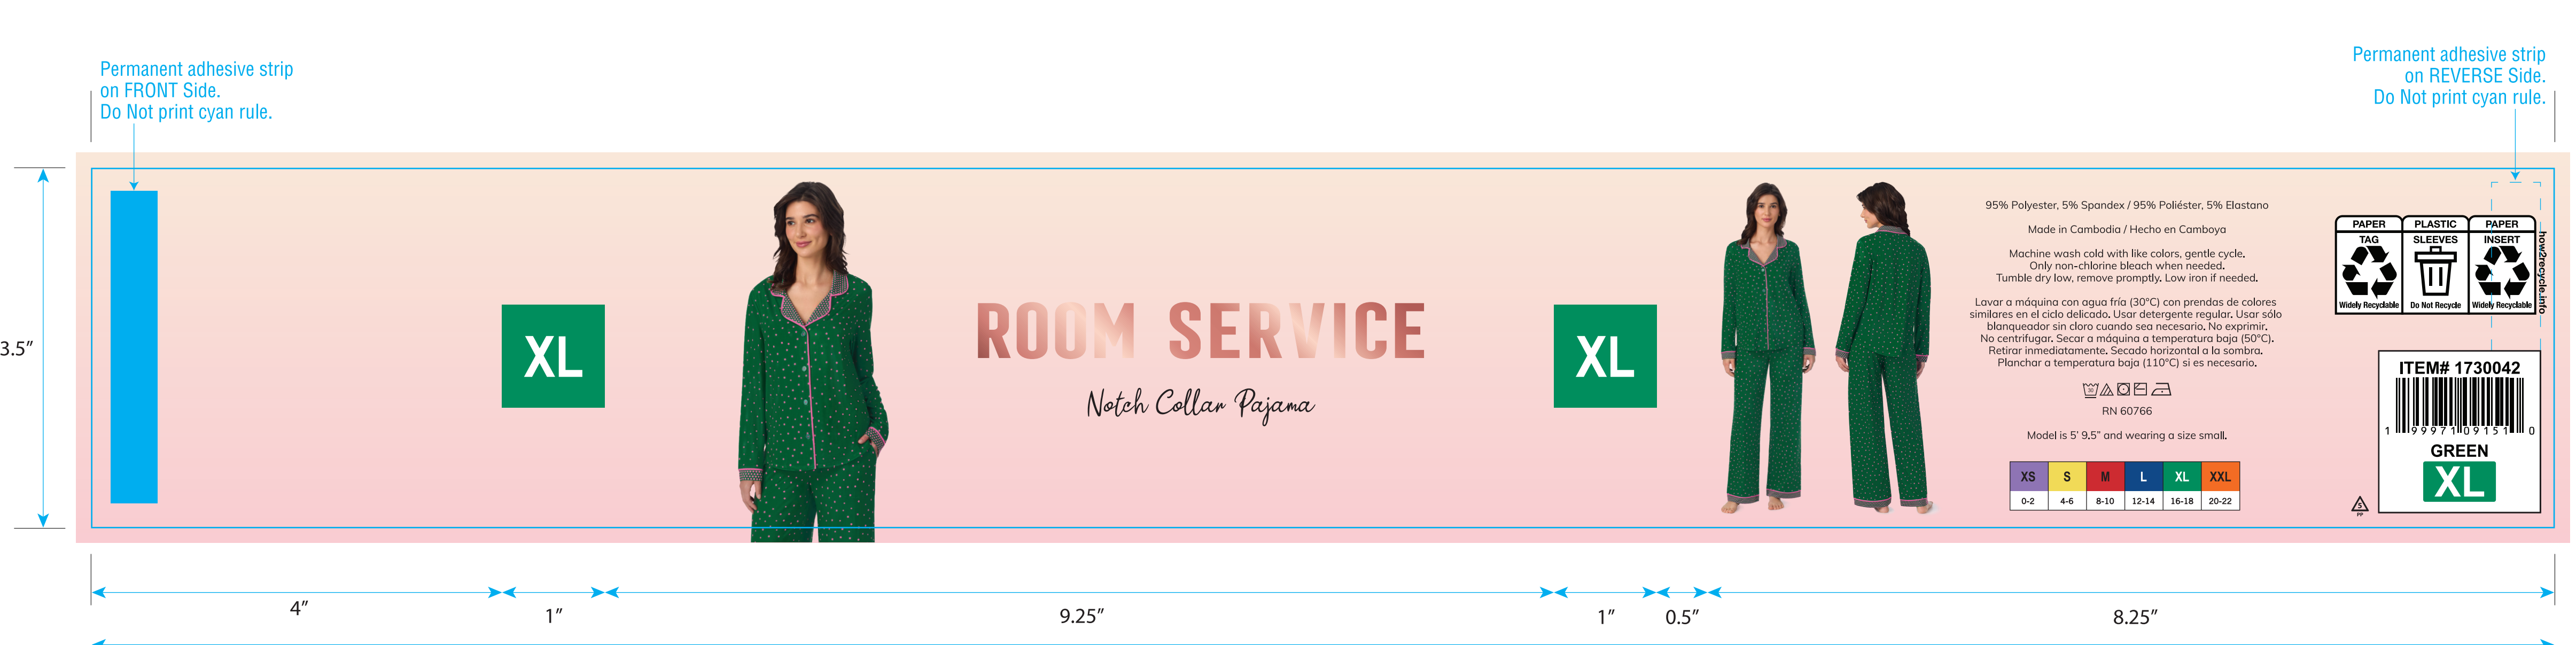 Permanent adhesive strip
on FRONT Side.
Do Not print cyan rule.
Permanent adhesive strip
on REVERSE Side.
Do Not print cyan rule.
3.5”
XL
ROOM SERVICE
Notch Collar Pajama
XL
95% Polyester, 5% Spandex / 95% Poliéster, 5% Elastano
Made in Cambodia / Hecho en Camboya
Machine wash cold with like colors, gentle cycle.
Only non-chlorine bleach when needed.
Tumble dry low, remove promptly. Low iron if needed.
Lavar a máquina con agua fría (30°C) con prendas de colores
similares en el ciclo delicado. Usar detergente regular. Usar sólo
blanqueador sin cloro cuando sea necesario. No exprimir.
No centrifugar. Secar a máquina a temperatura baja (50°C).
Retirar inmediatamente. Secado horizontal a la sombra.
Planchar a temperatura baja (110°C) si es necesario.
30
RN 60766
Model is 5’ 9.5” and wearing a size small.
XS S M L XL XXL
0-2 4-6 8-10 12-14 16-18 20-22
PAPER PLASTIC PAPER
TAG SLEEVES INSERT
Widely Recyclable Do Not Recycle Widely Recyclable
how2recycle.info
ITEM# 1730042
1 99971 09151 0
GREEN
XL
5
PP
4” 1” 9.25” 1” 0.5” 8.25”